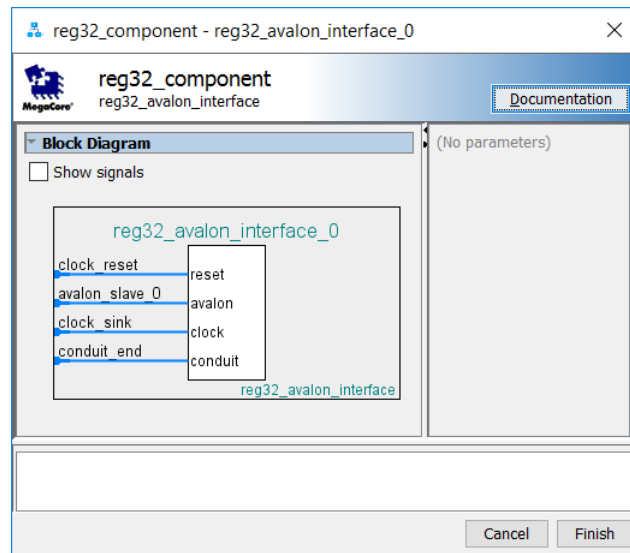 reg32_component - reg32_avalon_interface_0
reg32_component
MegaCore®
reg32_avalon_interface
Documentation
Block Diagram
(No parameters)
Show signals
reg32_avalon_interface_0
clock_reset
reset
avalon_slave_0
avalon
clock_sink
clock
conduit_end
conduit
reg32_avalon_interface
Cancel
Finish